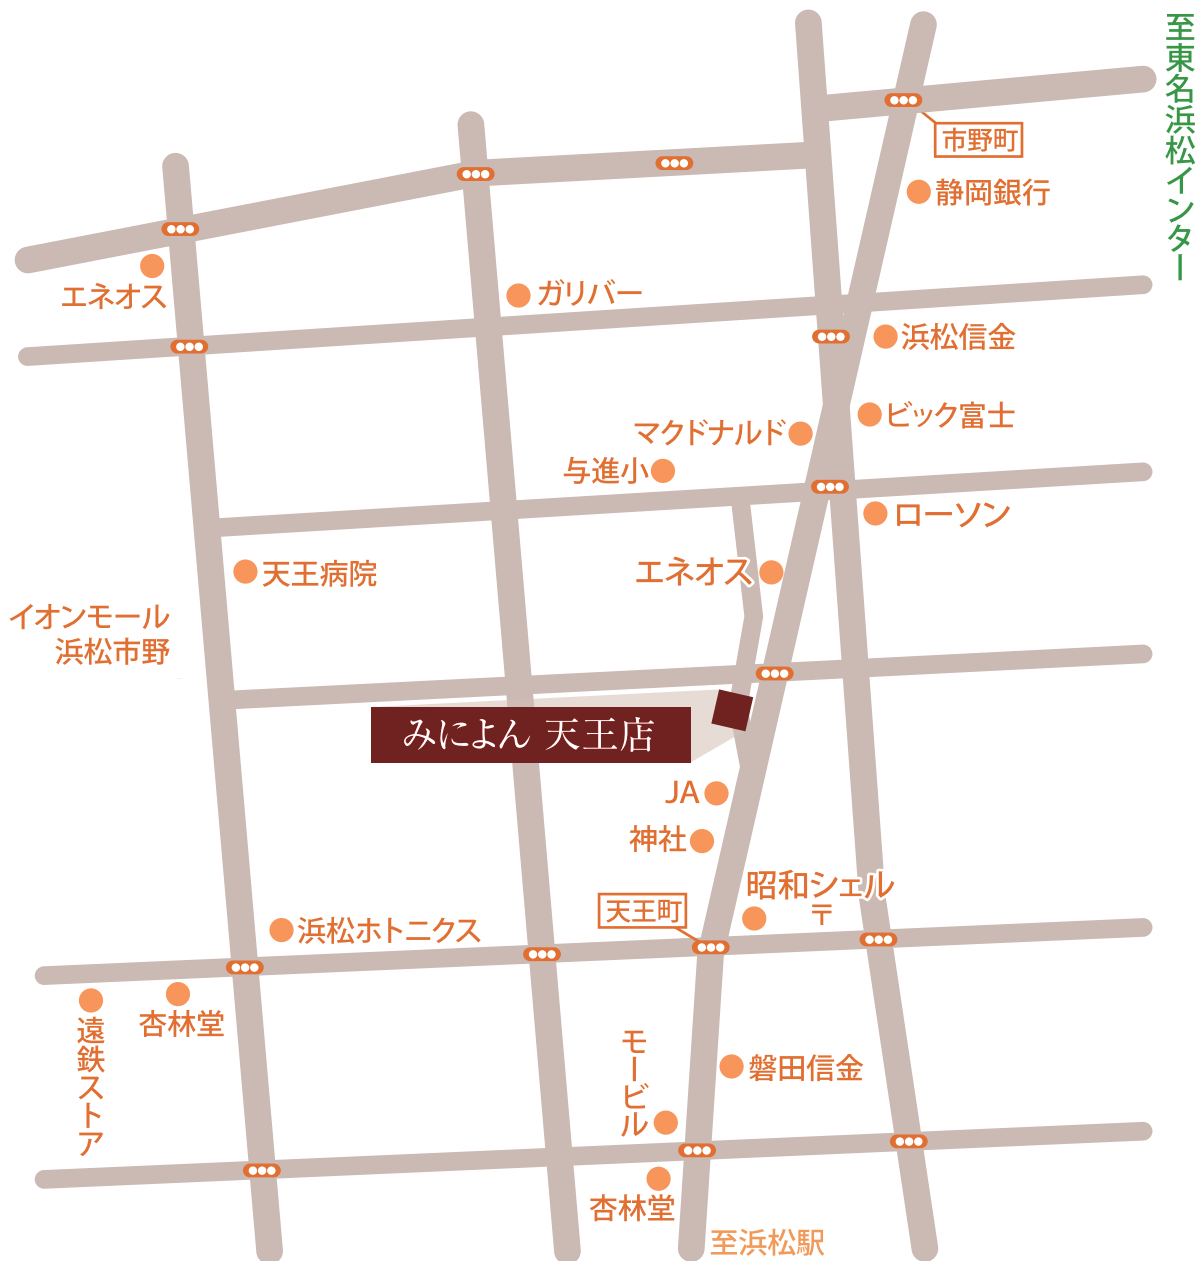 至東名浜松インター
市野町
静岡銀行
エネオス
ガリバー
浜松信金
ビック富士
マクドナルド
与進小
ローソン
天王病院
エネオス
イオンモール
浜松市野
みによん 天王店
JA
神社
昭和シェル
〒
天王町
浜松ホトニクス
杏林堂
遠鉄ストア
モービル
磐田信金
杏林堂
至浜松駅